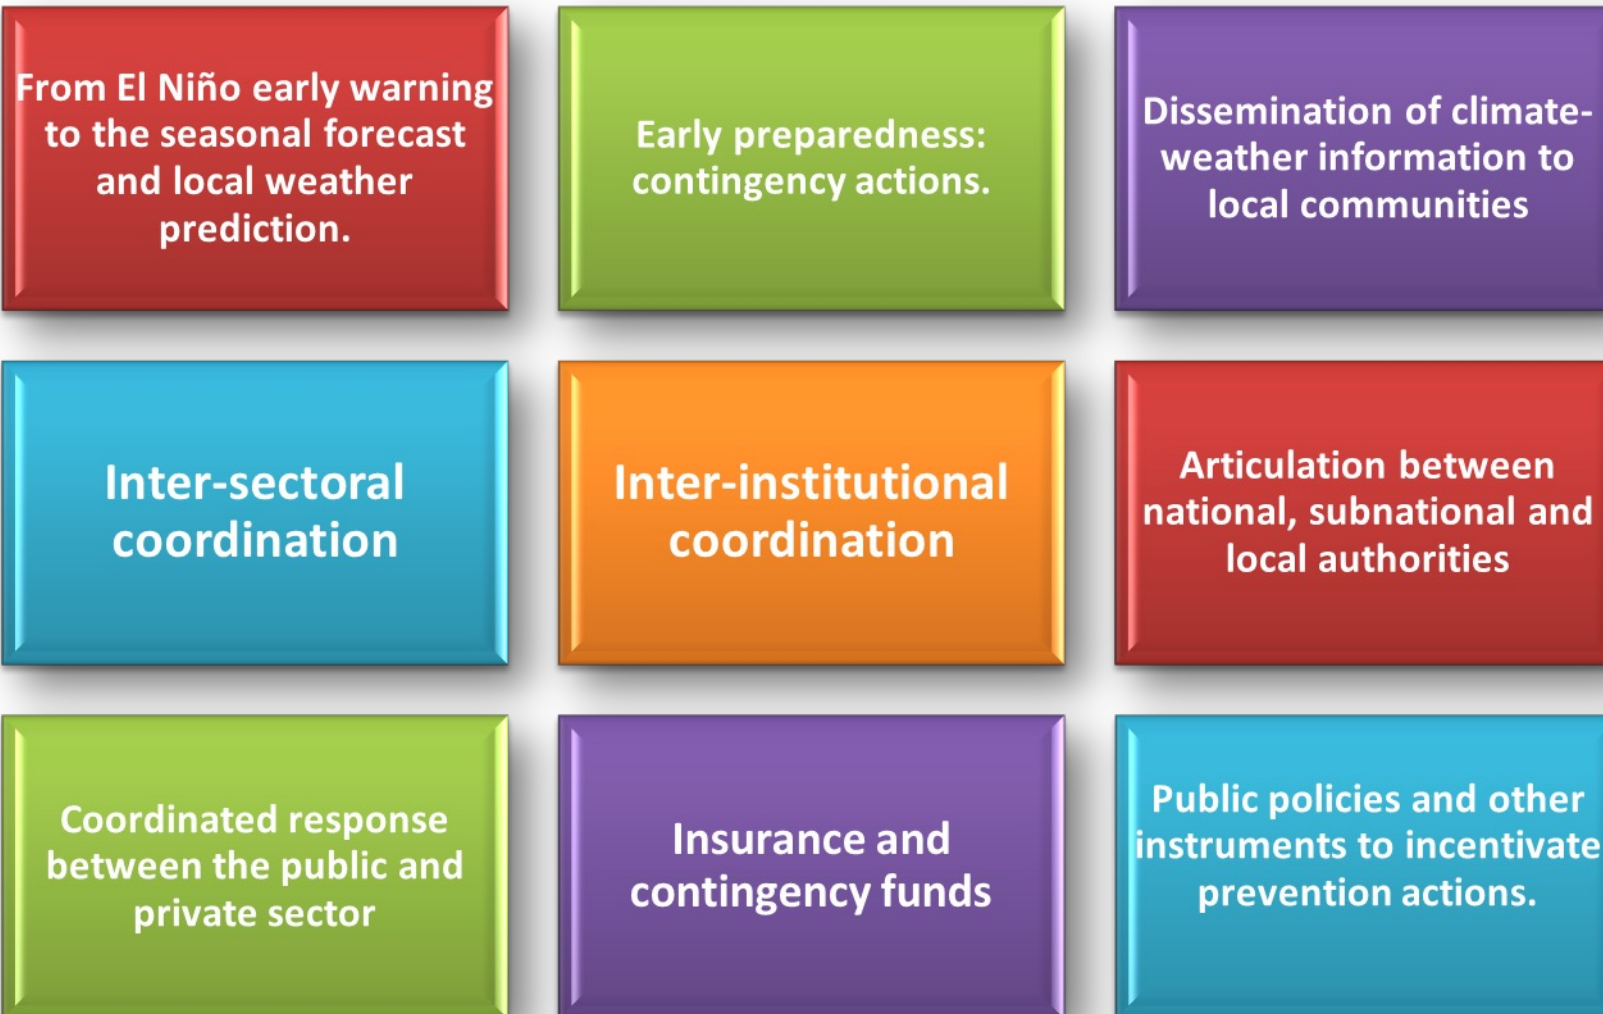 From El Niño early warning
to the seasonal forecast
and local weather
prediction.
Early preparedness:
contingency actions.
Dissemination of climate-
weather information to
local communities
Inter-sectoral
coordination
Inter-institutional
coordination
Articulation between
national, subnational and
local authorities
Coordinated response
between the public and
private sector
Insurance and
contingency funds
Public policies and other
instruments to incentivate
prevention actions.